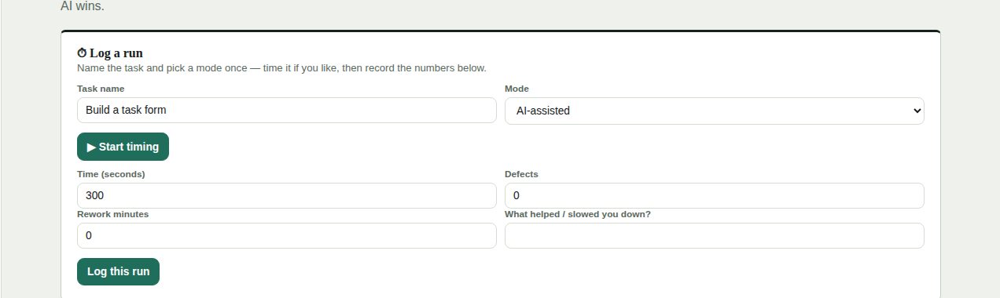 AI wins.
⏱ Log a run
Name the task and pick a mode once — time it if you like, then record the numbers below.
Task name
Mode
Build a task form
AI-assisted
▶ Start timing
Time (seconds)
Defects
300
0
Rework minutes
What helped / slowed you down?
0
Log this run